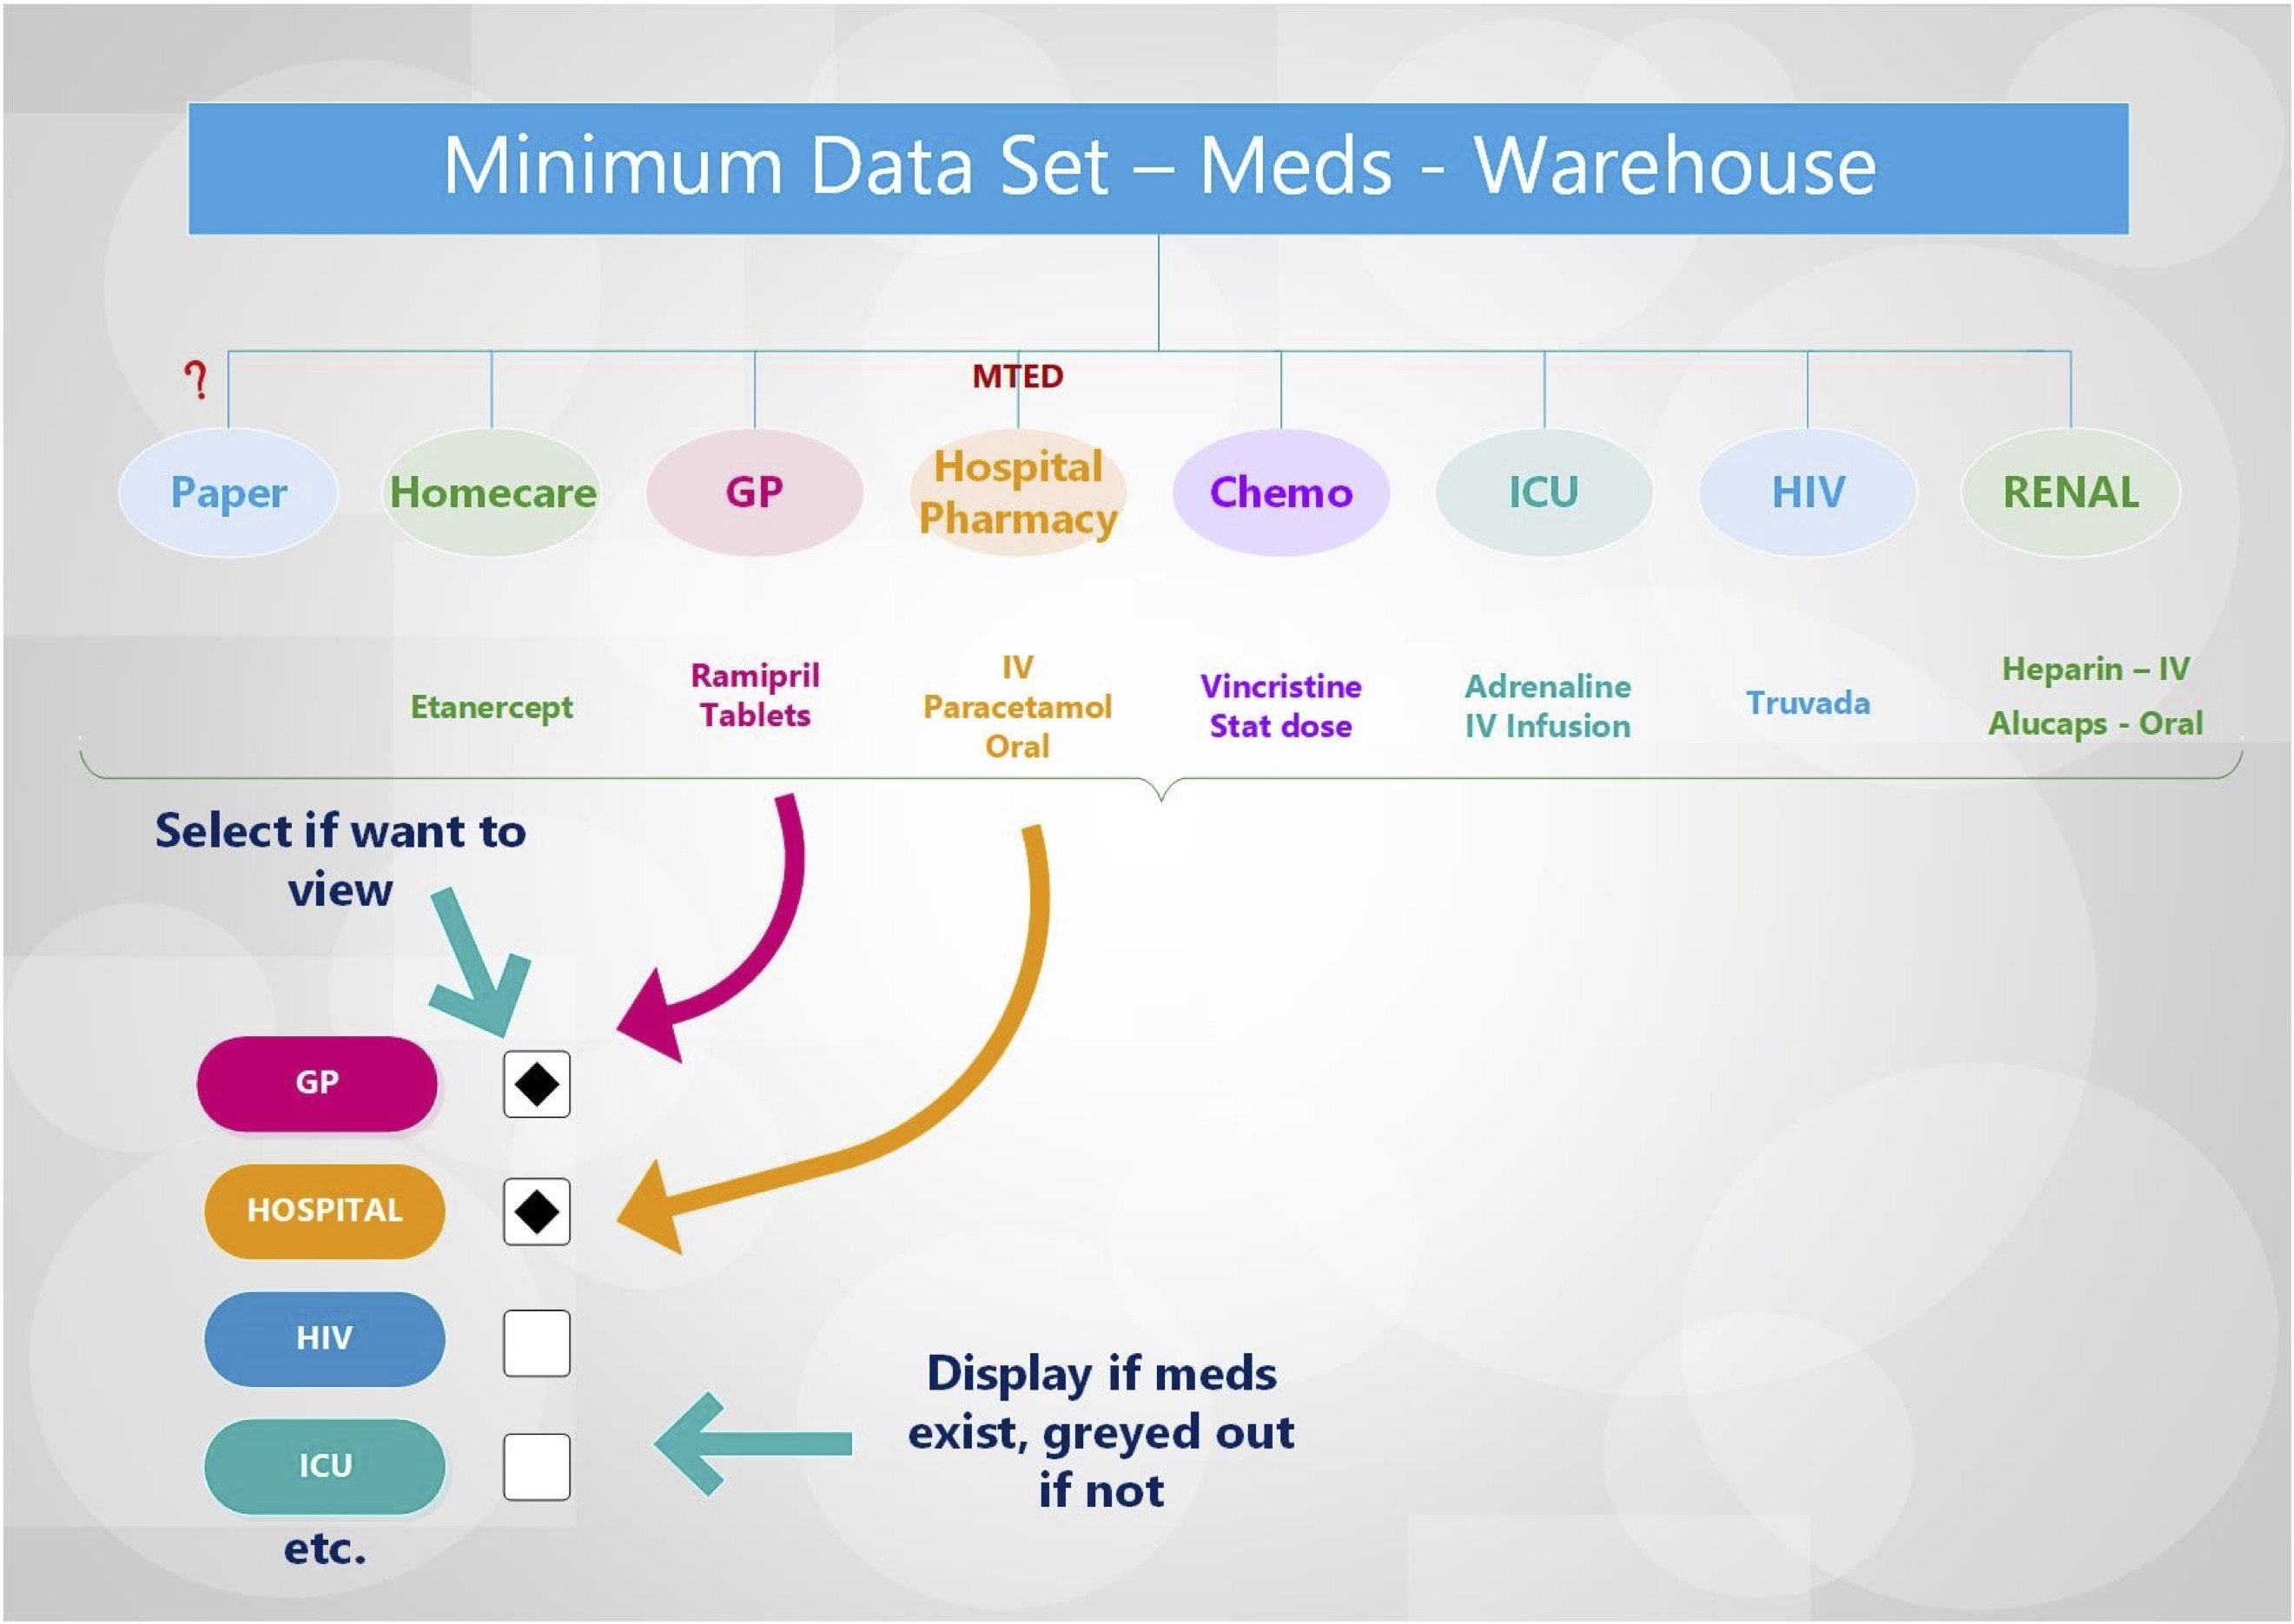 Minimum Data Set – Meds - Warehouse
?
MTED
Paper
Homecare
GP
Hospital
Pharmacy
Chemo
ICU
HIV
RENAL
Etanercept
Ramipril
Tablets
IV
Paracetamol
Oral
Vincristine
Stat dose
Adrenaline
IV Infusion
Truvada
Heparin – IV
Alucaps - Oral
Select if want to
view
GP
HOSPITAL
HIV
ICU
etc.
Display if meds
exist, greyed out
if not